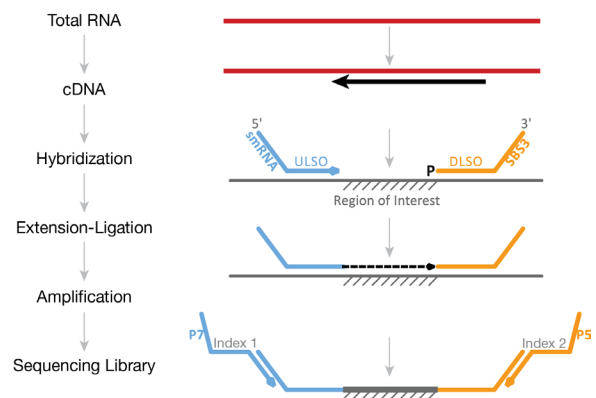 Total RNA
cDNA
5'
3'
smRNA
ULSO
P
DLSO
SBS3
Hybridization
Region of Interest
Extension-Ligation
Amplification
P7
Index 1
Index 2
P5
Sequencing Library